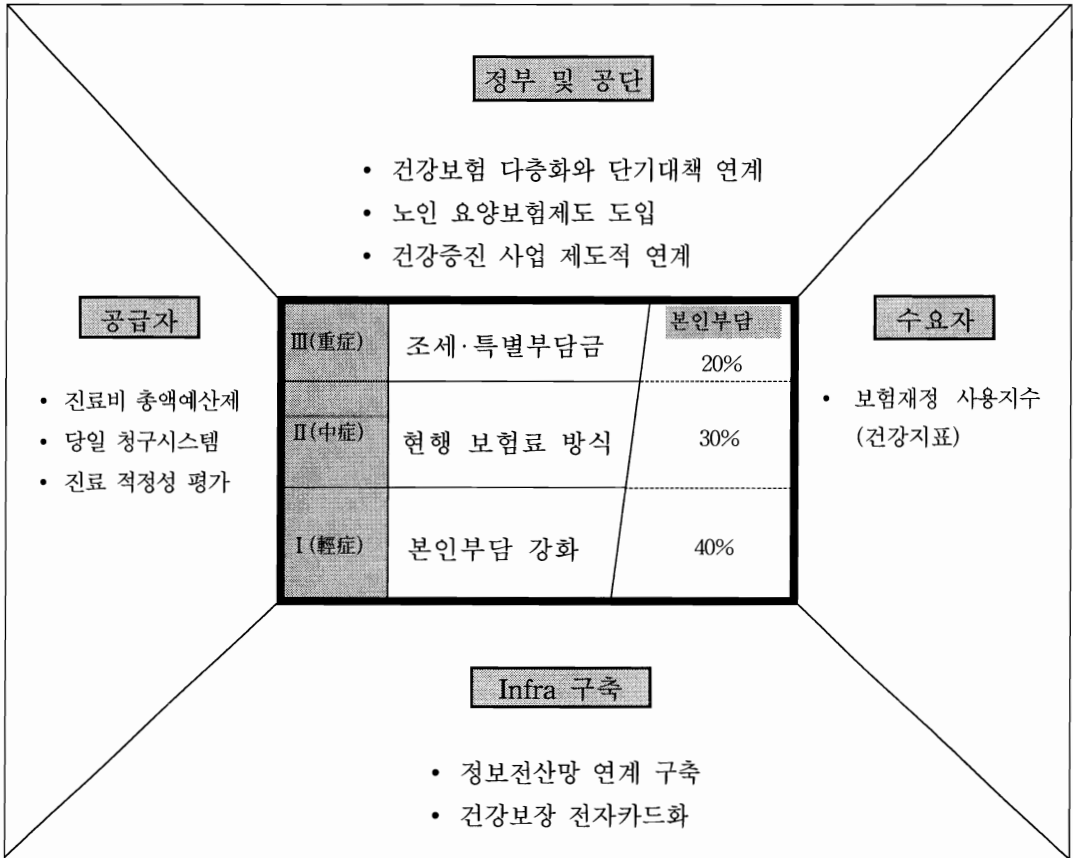 정부 및 공단
• 건강보험 다층화와 단기대책 연계
• 노인 요양보험제도 도입
• 건강증진 사업 제도적 연계
공급자
• 진료비 총액예산제
• 당일 청구시스템
• 진료 적정성 평가
본인부담
Ⅲ(重症) 조세·특별부담금 20%
Ⅱ(中症) 현행 보험료 방식 30%
Ⅰ(輕症) 본인부담 강화 40%
수요자
• 보험재정 사용지수
(건강지표)
Infra 구축
• 정보전산망 연계 구축
• 건강보장 전자카드화